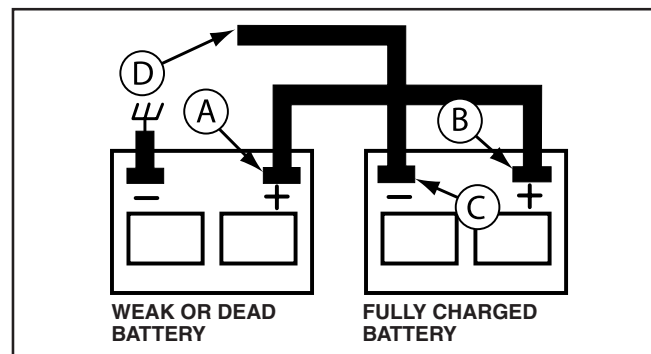 D
A
B
C
– +
– +
WEAK OR DEAD
BATTERY
FULLY CHARGED
BATTERY